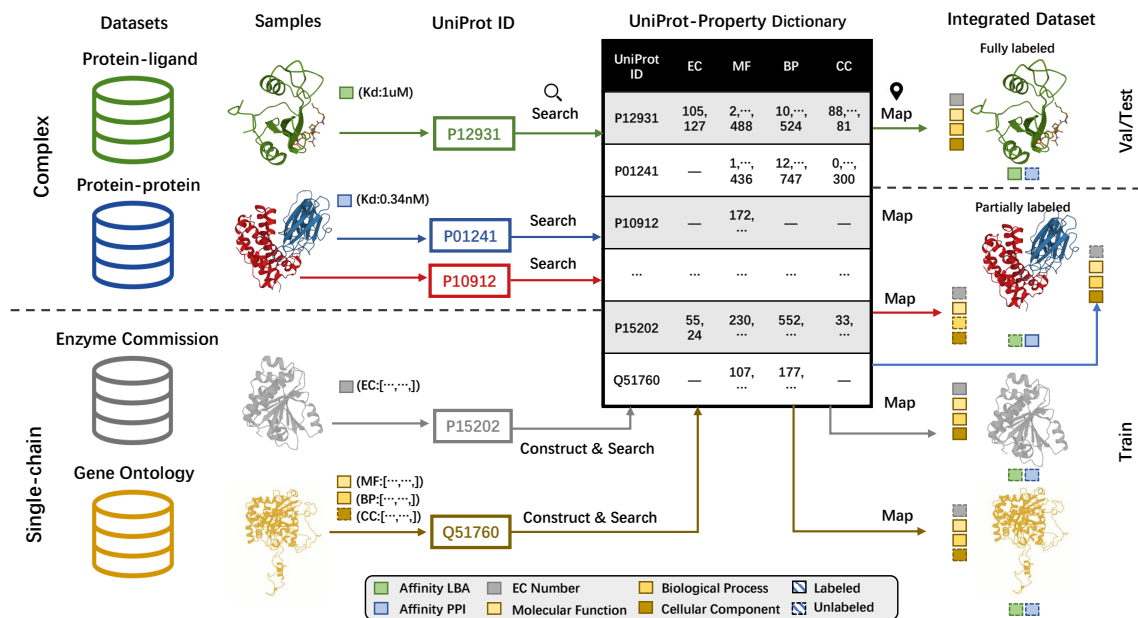 Datasets
Samples
UniProt ID
UniProt-Property Dictionary
Integrated Dataset
Complex
Single-chain
Val/Test
Train
Protein-ligand
(Kd:1uM)
P12931
Search
Protein-protein
(Kd:0.34nM)
P01241
Search
P10912
Search
Enzyme Commission
(EC:[⋯,⋯,])
P15202
Construct & Search
Gene Ontology
(MF:[⋯,⋯,])
(BP:[⋯,⋯,])
(CC:[⋯,⋯,])
Q51760
Construct & Search
UniProt
ID
EC
MF
BP
CC
P12931
105,
127
2,⋯,
488
10,⋯,
524
88,⋯,
81
P01241
—
1,⋯,
436
12,⋯,
747
0,⋯,
300
P10912
—
172,
⋯
—
—
⋯
⋯
⋯
⋯
⋯
P15202
55,
24
230,
⋯
552,
⋯
33,
⋯
Q51760
—
107,
⋯
177,
⋯
—
Map
Fully labeled
Map
Partially labeled
Map
Map
Map
Affinity LBA
EC Number
Biological Process
Labeled
Affinity PPI
Molecular Function
Cellular Component
Unlabeled